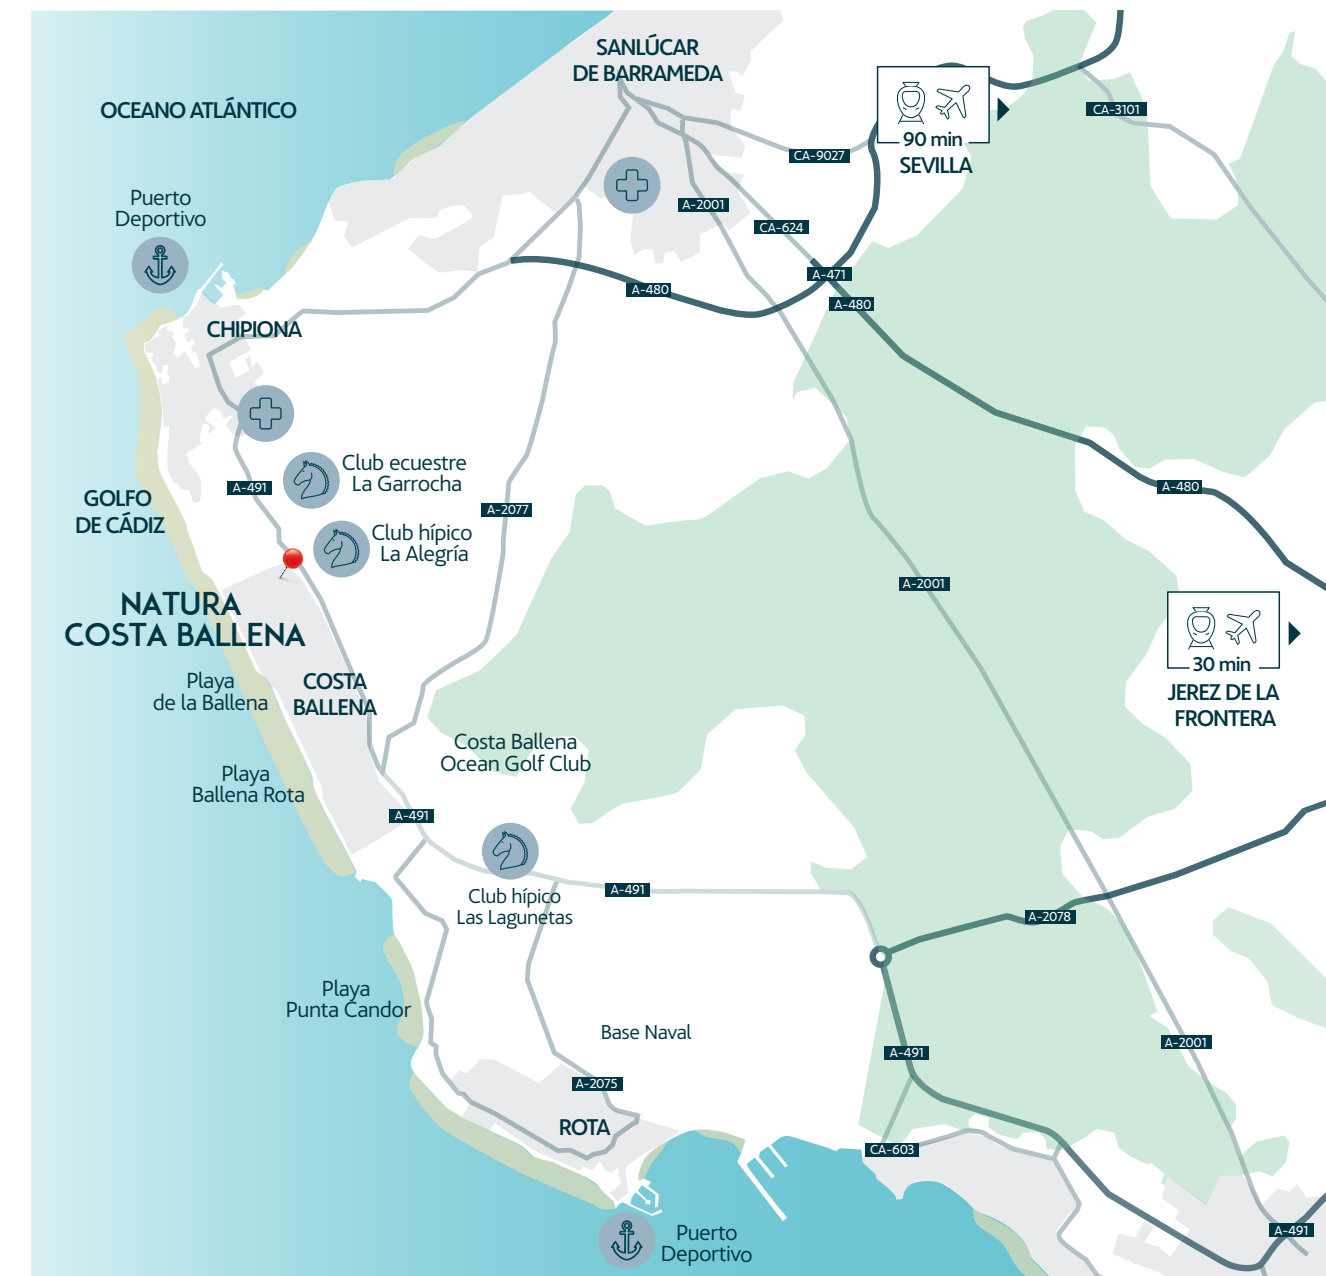 SANLÚCAR
DE BARRAMEDA
OCEANO ATLÁNTICO
CA-3101
90 min
SEVILLA
CA-9027
Puerto
Deportivo
A-2001
CA-624
A-471
A-480
A-480
CHIPIONA
Club ecuestre
La Garrocha
A-491
A-480
GOLFO
DE CÁDIZ
A-2077
Club hípico
La Alegría
A-2001
NATURA
COSTA BALLENA
30 min
JEREZ DE LA
FRONTERA
Playa
de la Ballena
COSTA
BALLENA
Costa Ballena
Ocean Golf Club
Playa
Ballena Rota
A-491
Club hípico
Las Lagunetas
A-491
A-2078
Playa
Punta Candor
Base Naval
A-491
A-2001
A-2075
ROTA
CA-603
Puerto
Deportivo
A-491